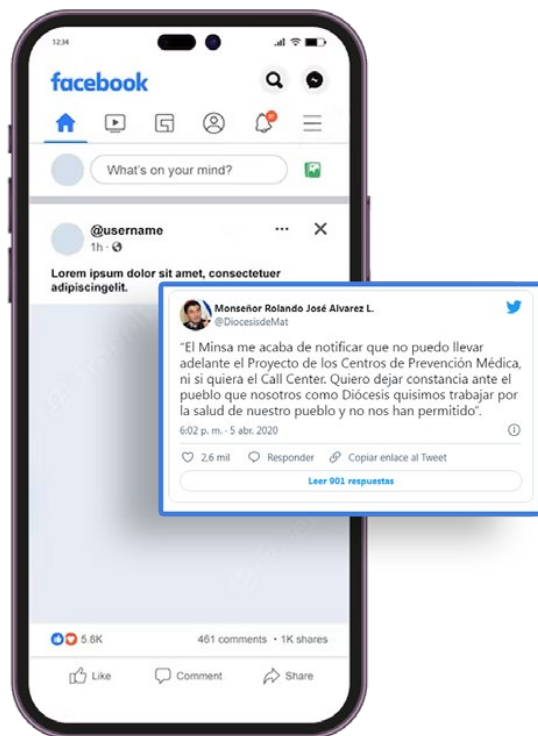 12:34
facebook
What's on your mind?
@username
1h ·
Lorem ipsum dolor sit amet, consectetuer
adipiscingelit.
Monseñor Rolando José Alvarez L.
@DiocesisdeMat
“El Minsa me acaba de notificar que no puedo llevar
adelante el Proyecto de los Centros de Prevención Médica,
ni si quiera el Call Center. Quiero dejar constancia ante el
pueblo que nosotros como Diócesis quisimos trabajar por
la salud de nuestro pueblo y no nos han permitido”.
6:02 p. m. · 5 abr. 2020
2,6 mil Responder Copiar enlace al Tweet
Leer 901 respuestas
5.8K 461 comments • 1K shares
Like Comment Share